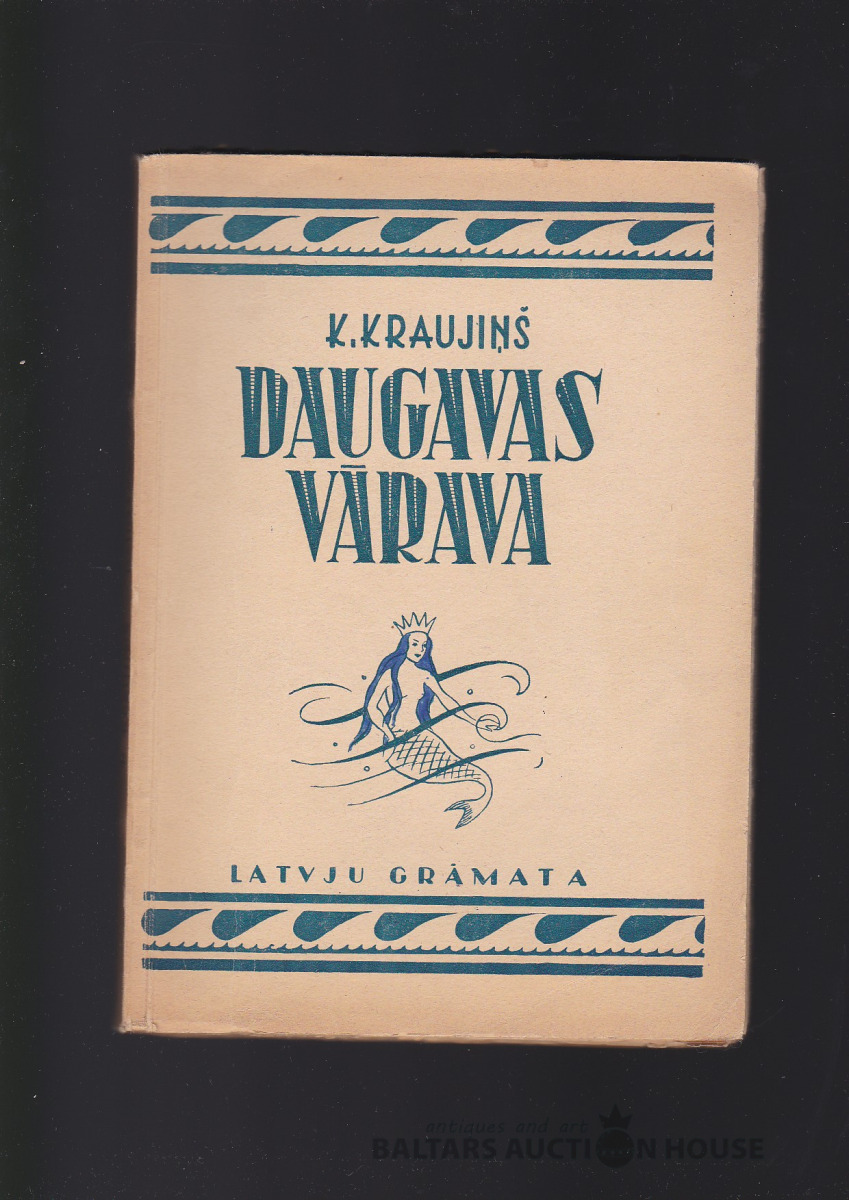 K. KRAUJIŅŠ
DAUGAVAS
VĀRAVA
LATVJU GRĀMATA
antiques and art
BALTARS AUCTION HOUSE